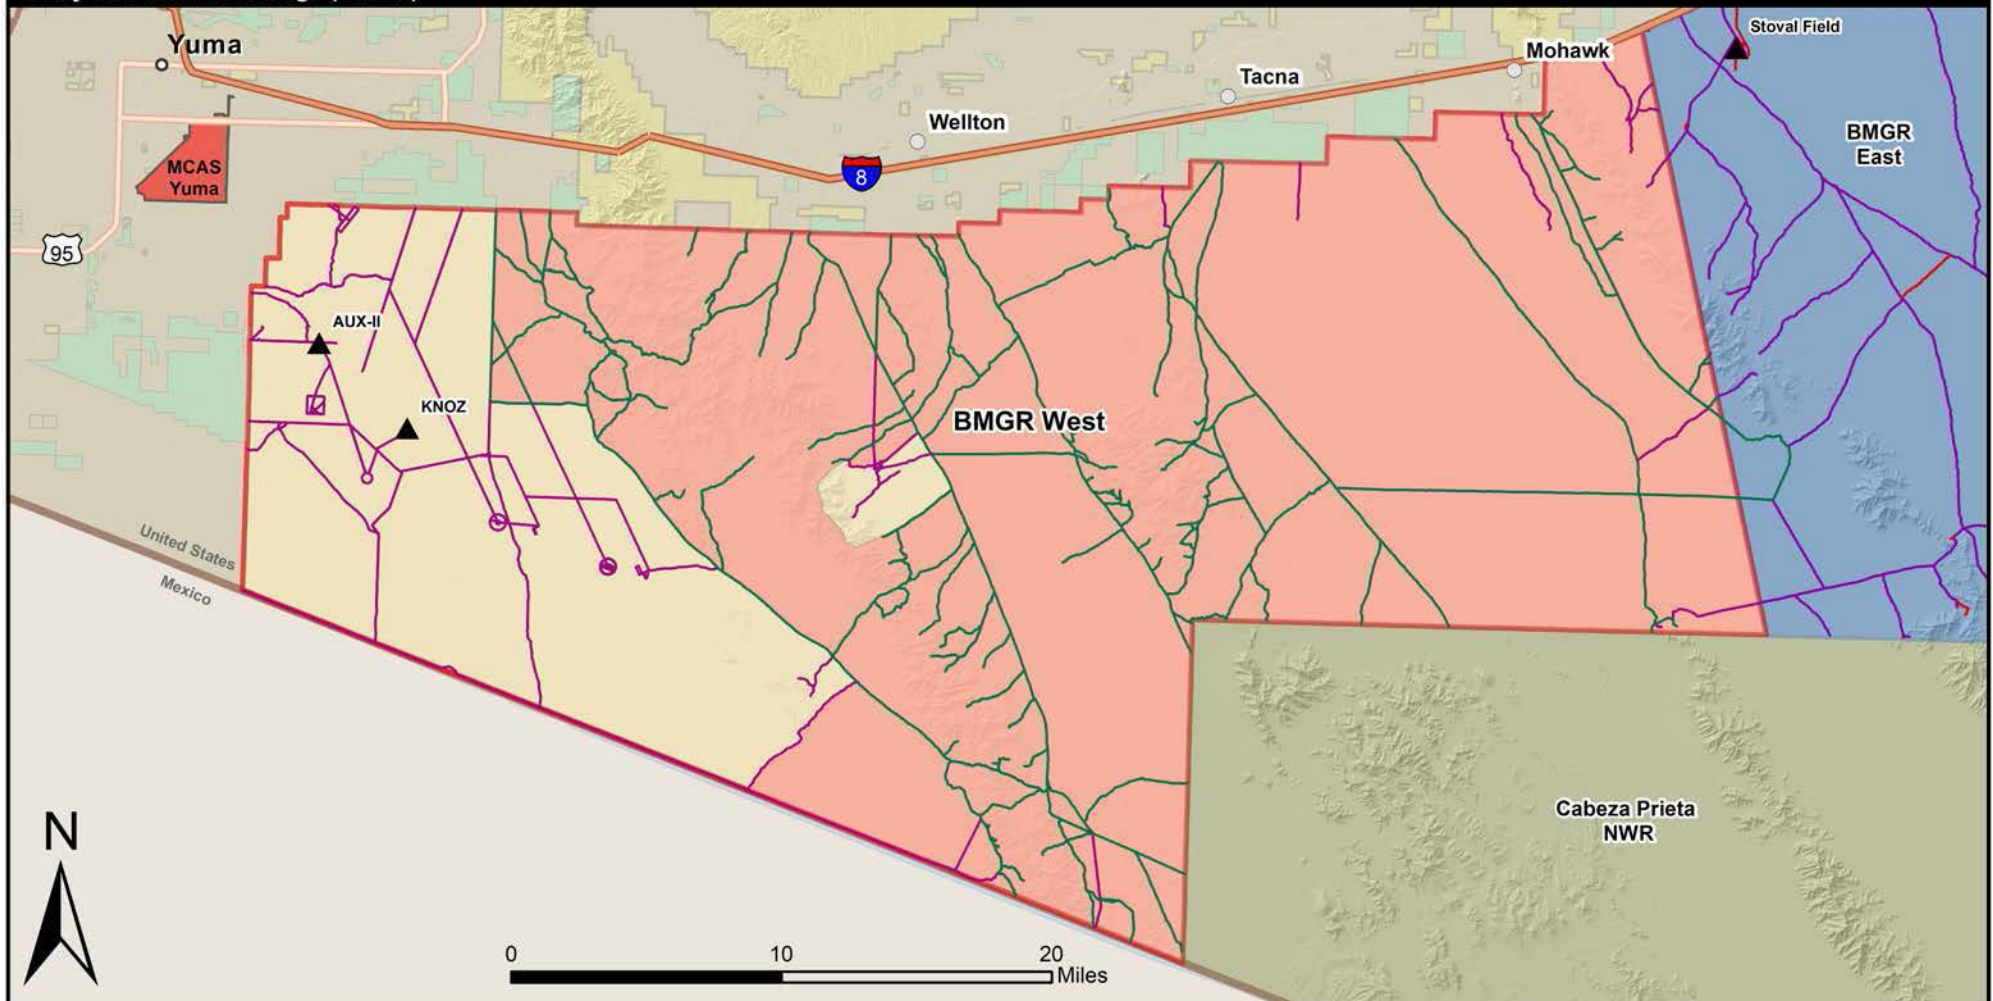 Yuma
Stoval Field
Mohawk
Tacna
Wellton
BMGR
East
MCAS
Yuma
8
95
AUX-II
KNOZ
BMGR West
United States
Mexico
Cabeza Prieta
NWR
N
0 10 20
Miles